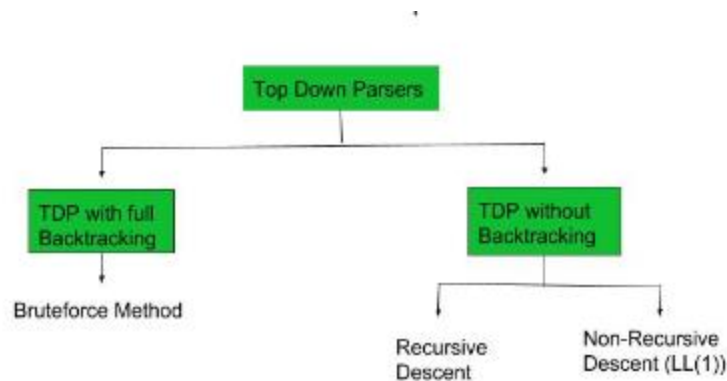 Top Down Parsers
TDP with full
Backtracking
TDP without
Backtracking
Bruteforce Method
Recursive
Descent
Non-Recursive
Descent (LL(1))